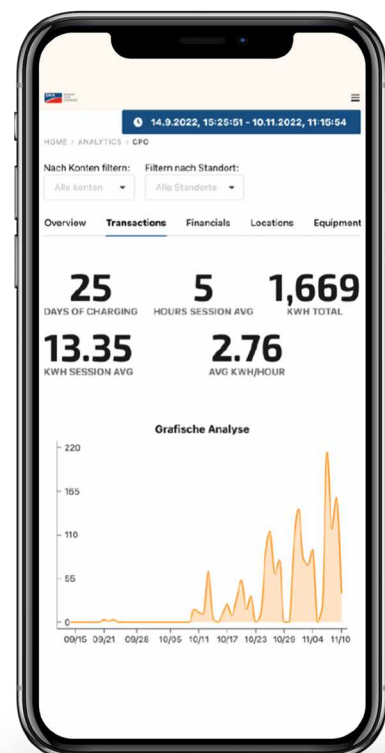 SMA
14.9.2022, 15:25:51 - 10.11.2022, 11:15:54
HOME / ANALYTICS / CPO
Nach Konten filtern: Filtern nach Standort:
Alle konten Alle Standorte
Overview Transactions Financials Locations Equipment
25 5 1,669
DAYS OF CHARGING HOURS SESSION AVG KWH TOTAL
13.35 2.76
KWH SESSION AVG AVG KWH/HOUR
Grafische Analyse
220
165
110
55
0
09/15 09/21 09/28 10/05 10/11 10/17 10/23 10/29 11/04 11/10